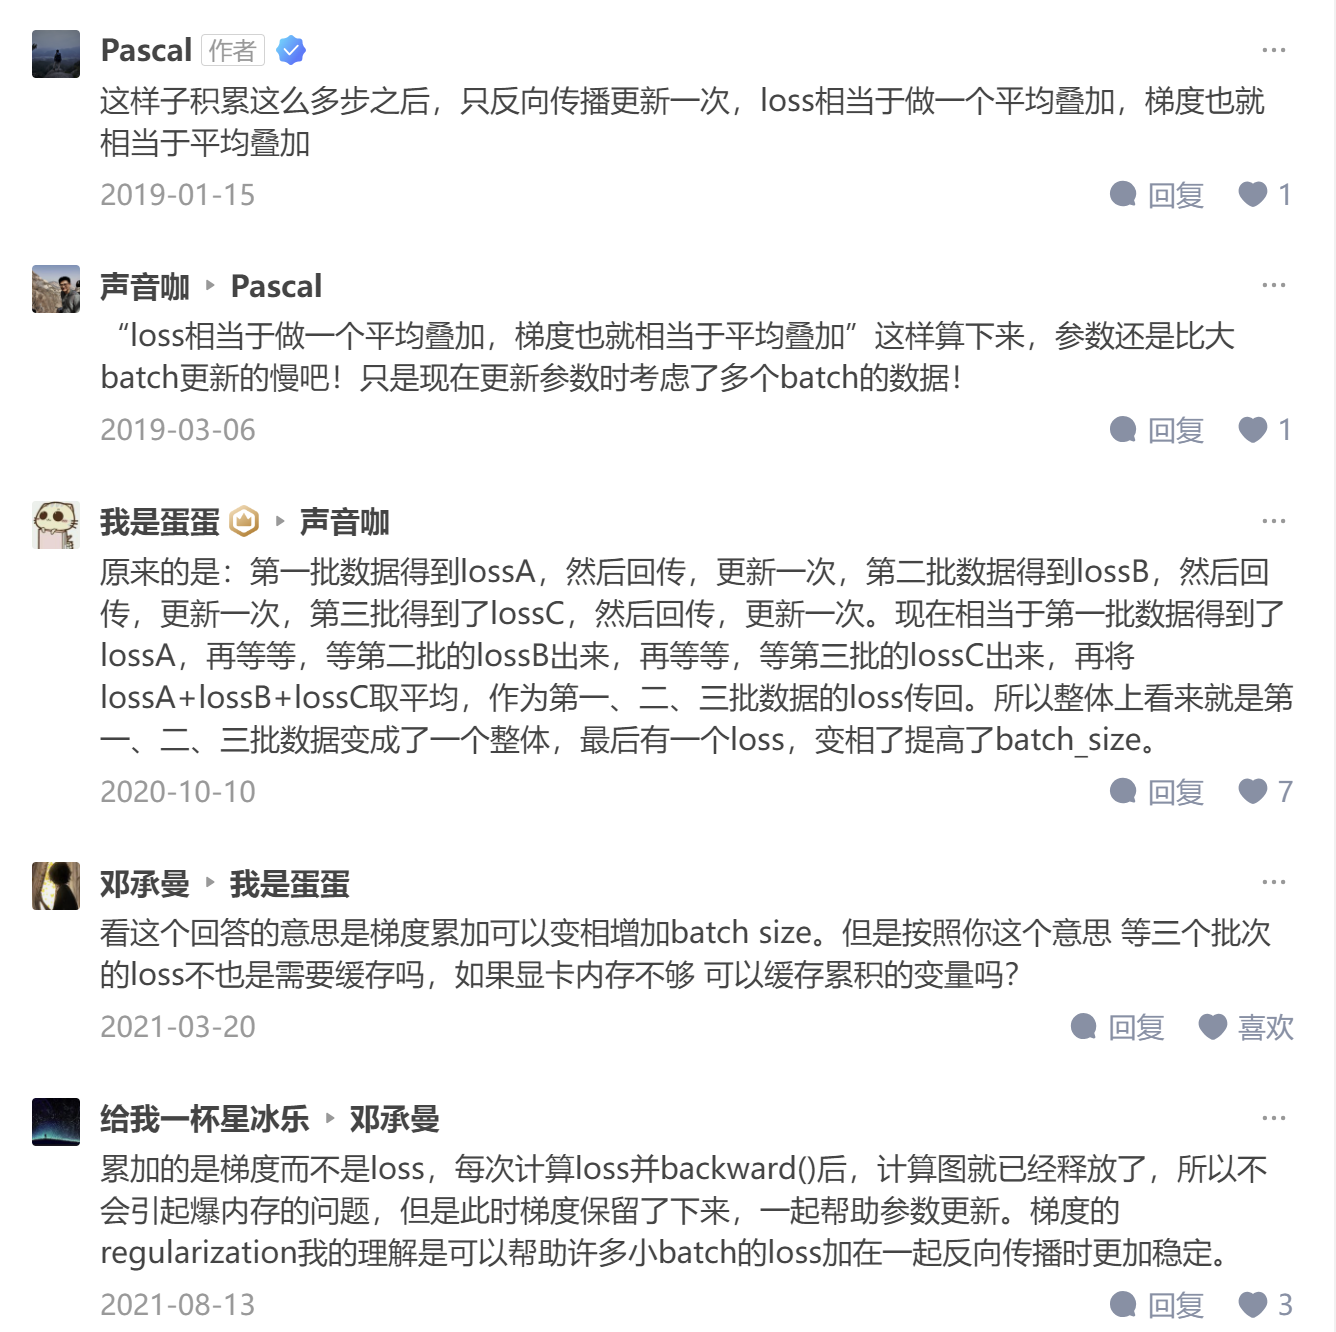 Pascal 作者
这样子积累这么多步之后，只反向传播更新一次，loss相当于做一个平均叠加，梯度也就
相当于平均叠加
2019-01-15 回复 1
声音咖 Pascal
“loss相当于做一个平均叠加，梯度也就相当于平均叠加”这样算下来，参数还是比大
batch更新的慢吧！只是现在更新参数时考虑了多个batch的数据！
2019-03-06 回复 1
我是蛋蛋 声音咖
原来的是：第一批数据得到lossA，然后回传，更新一次，第二批数据得到lossB，然后回
传，更新一次，第三批得到了lossC，然后回传，更新一次。现在相当于第一批数据得到了
lossA，再等等，等第二批的lossB出来，再等等，等第三批的lossC出来，再将
lossA+lossB+lossC取平均，作为第一、二、三批数据的loss传回。所以整体上看来就是第
一、二、三批数据变成了一个整体，最后有一个loss，变相了提高了batch_size。
2020-10-10 回复 7
邓承曼 我是蛋蛋
看这个回答的意思是梯度累加可以变相增加batch size。但是按照你这个意思 等三个批次
的loss不也是需要缓存吗，如果显卡内存不够 可以缓存累积的变量吗？
2021-03-20 回复 喜欢
给我一杯星冰乐 邓承曼
累加的是梯度而不是loss，每次计算loss并backward()后，计算图就已经释放了，所以不
会引起爆内存的问题，但是此时梯度保留了下来，一起帮助参数更新。梯度的
regularization我的理解是可以帮助许多小batch的loss加在一起反向传播时更加稳定。
2021-08-13 回复 3